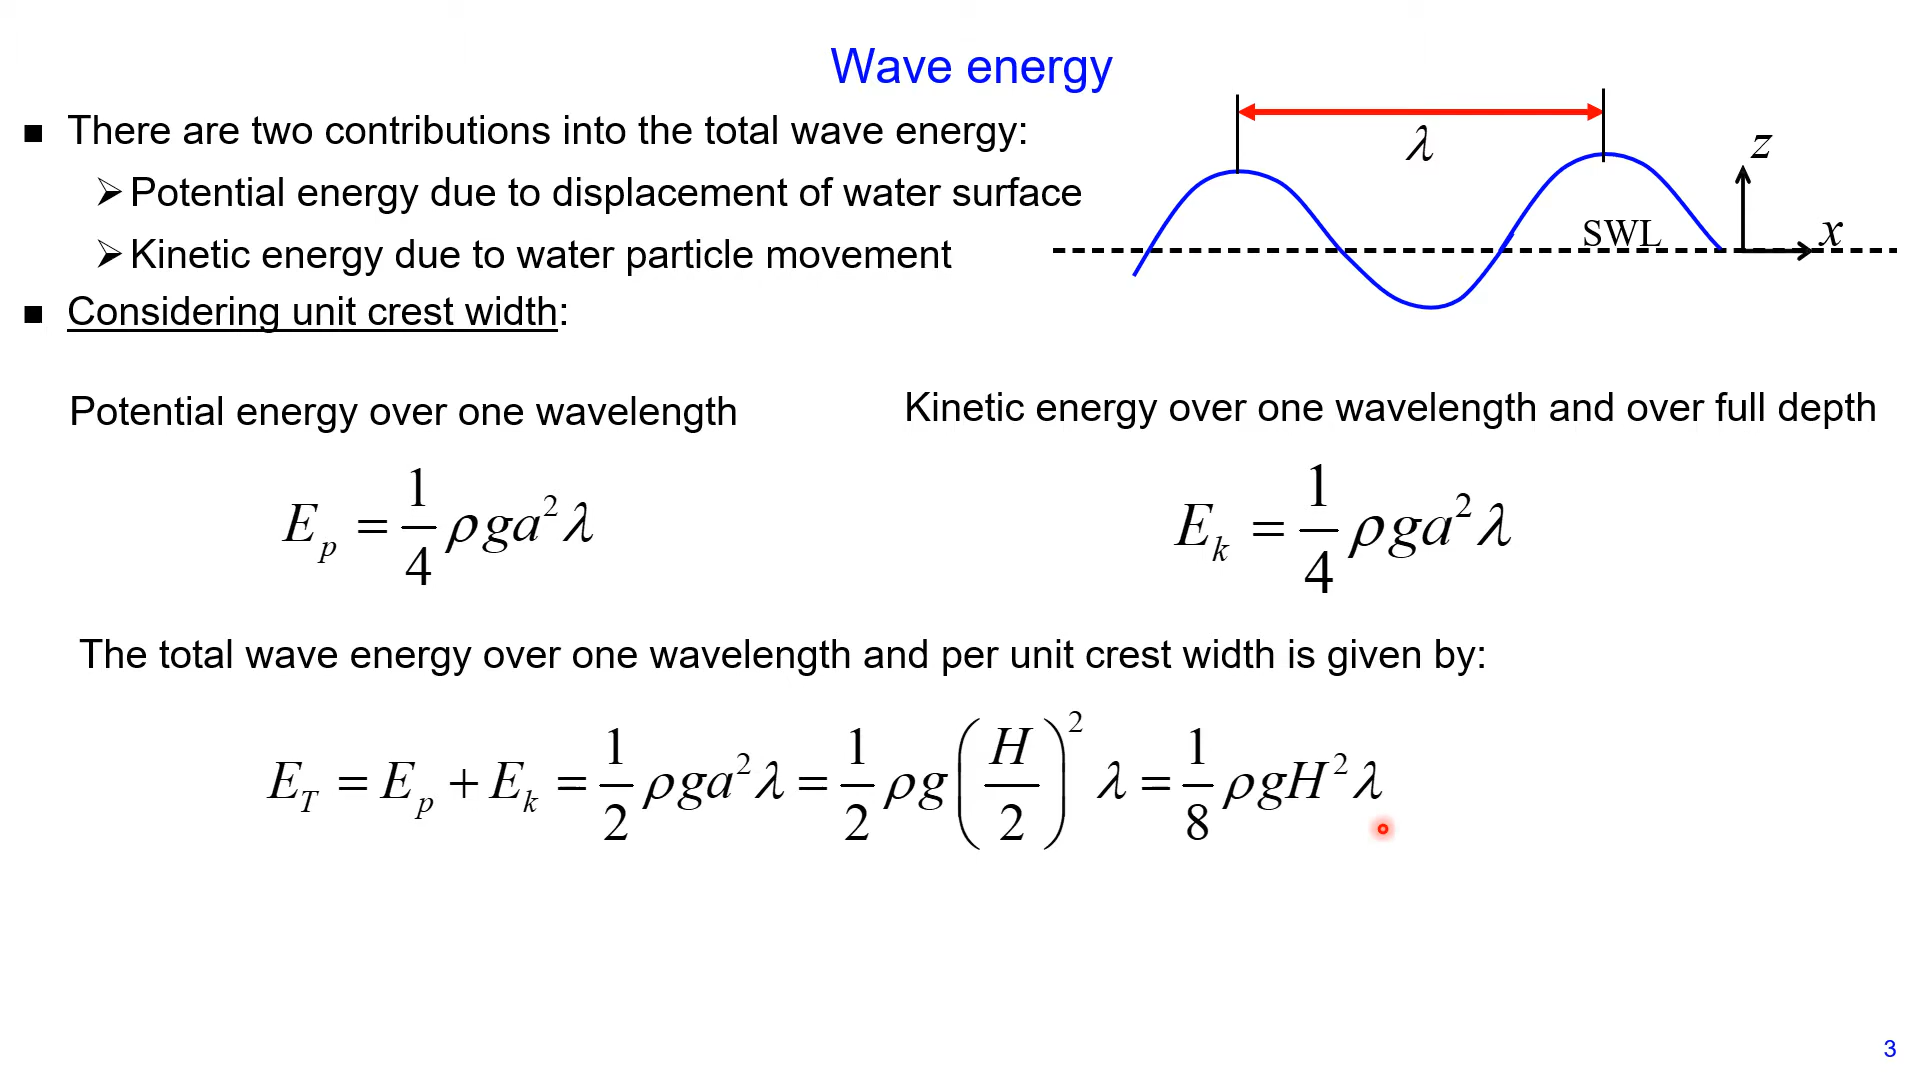 Wave energy
■ There are two contributions into the total wave energy:
➢ Potential energy due to displacement of water surface
➢ Kinetic energy due to water particle movement
■ Considering unit crest width:
λ
z
SWL
x
Potential energy over one wavelength
Kinetic energy over one wavelength and over full depth
E_p = 1/4 ρga²λ
E_k = 1/4 ρga²λ
The total wave energy over one wavelength and per unit crest width is given by:
E_T = E_p + E_k = 1/2 ρga²λ = 1/2 ρg(H/2)²λ = 1/8 ρgH²λ
3